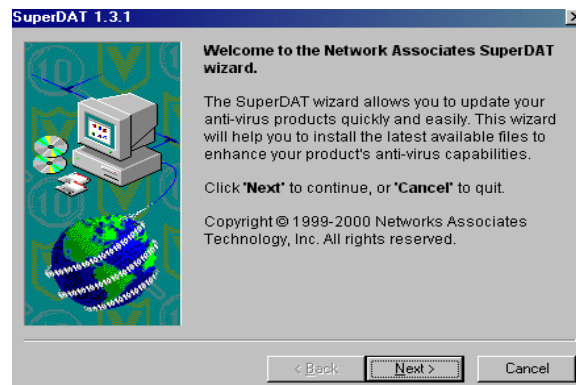 SuperDAT 1.3.1
Welcome to the Network Associates SuperDAT
wizard.
The SuperDAT wizard allows you to update your
anti-virus products quickly and easily. This wizard
will help you to install the latest available files to
enhance your product's anti-virus capabilities.
Click 'Next' to continue, or 'Cancel' to quit.
Copyright © 1999-2000 Networks Associates
Technology, Inc. All rights reserved.
< Back
Next >
Cancel